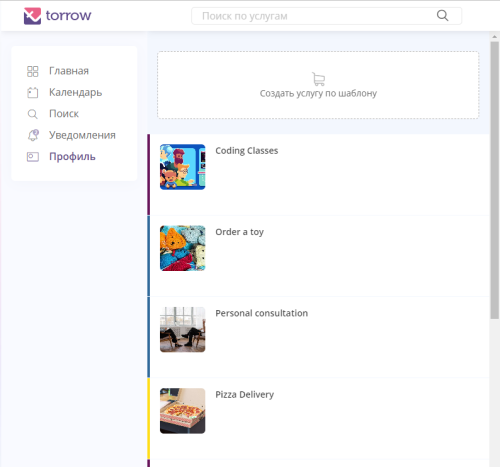 torrow
Поиск по услугам
Главная
Календарь
Поиск
Уведомления
Профиль
Создать услугу по шаблону
Coding Classes
Order a toy
Personal consultation
Pizza Delivery